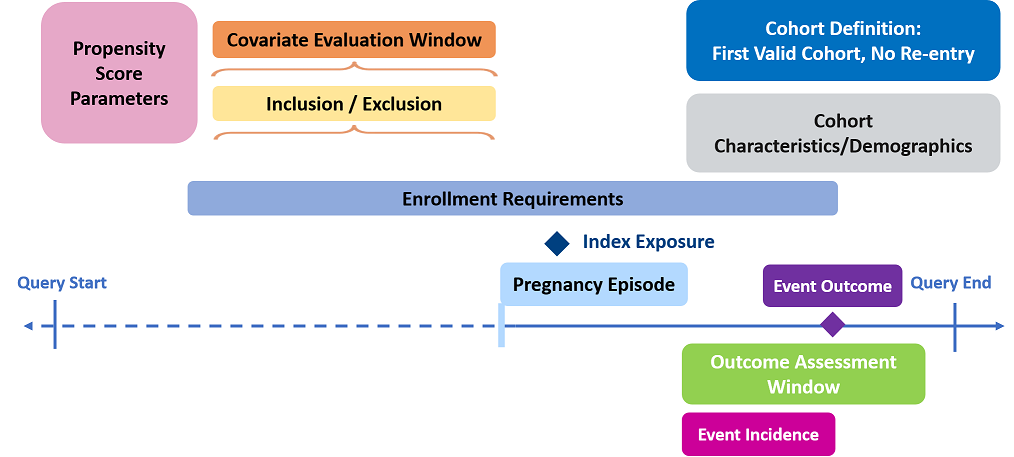 Propensity
Score
Parameters
Covariate Evaluation Window
Inclusion / Exclusion
Cohort Definition:
First Valid Cohort, No Re-entry
Cohort
Characteristics/Demographics
Enrollment Requirements
Index Exposure
Query Start
Pregnancy Episode
Event Outcome
Query End
Outcome Assessment
Window
Event Incidence